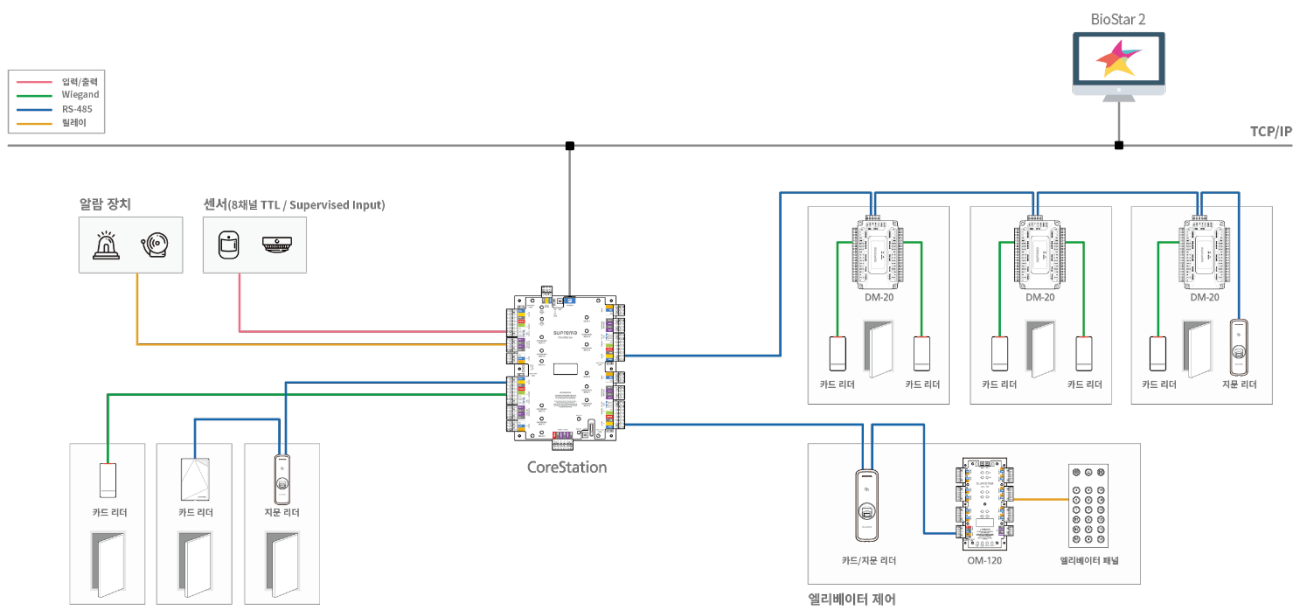 BioStar 2
입력/출력
Wiegand
RS-485
릴레이
TCP/IP
알람 장치
센서(8채널 TTL / Supervised Input)
DM-20
DM-20
DM-20
suprema
카드 리더
카드 리더
카드 리더
카드 리더
카드 리더
지문 리더
CoreStation
카드 리더
카드 리더
지문 리더
카드/지문 리더
OM-120
엘리베이터 패널
엘리베이터 제어